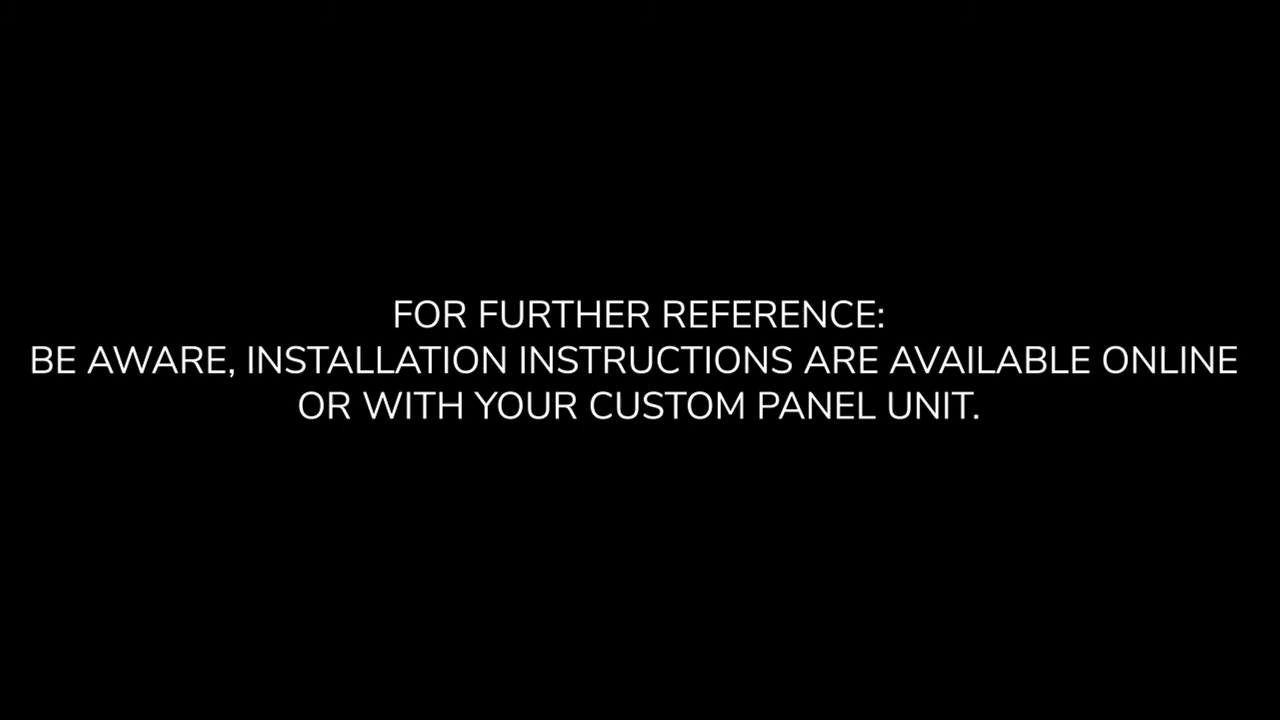 FOR FURTHER REFERENCE:
BE AWARE, INSTALLATION INSTRUCTIONS ARE AVAILABLE ONLINE
OR WITH YOUR CUSTOM PANEL UNIT.